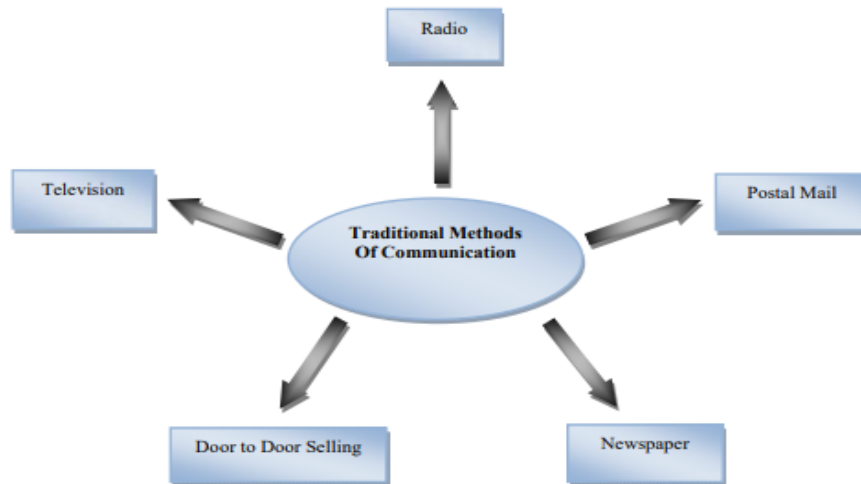 Radio
Television
Postal Mail
Traditional Methods
Of Communication
Door to Door Selling
Newspaper